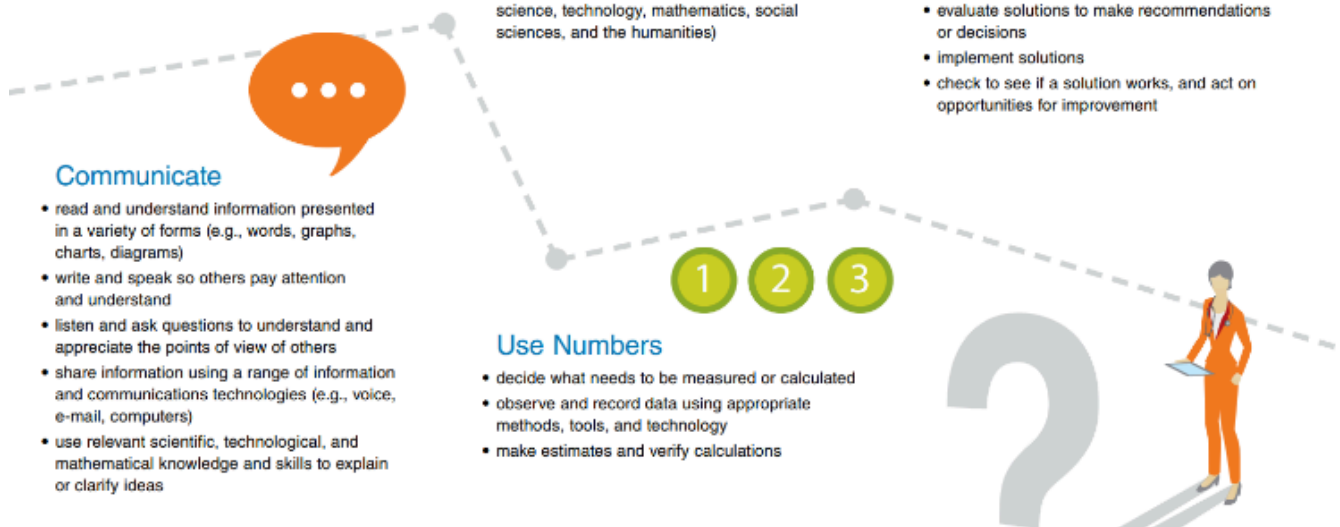 science, technology, mathematics, social
sciences, and the humanities)
• evaluate solutions to make recommendations
or decisions
• implement solutions
• check to see if a solution works, and act on
opportunities for improvement
Communicate
• read and understand information presented
in a variety of forms (e.g., words, graphs,
charts, diagrams)
• write and speak so others pay attention
and understand
• listen and ask questions to understand and
appreciate the points of view of others
• share information using a range of information
and communications technologies (e.g., voice,
e-mail, computers)
• use relevant scientific, technological, and
mathematical knowledge and skills to explain
or clarify ideas
1 2 3
Use Numbers
• decide what needs to be measured or calculated
• observe and record data using appropriate
methods, tools, and technology
• make estimates and verify calculations
?